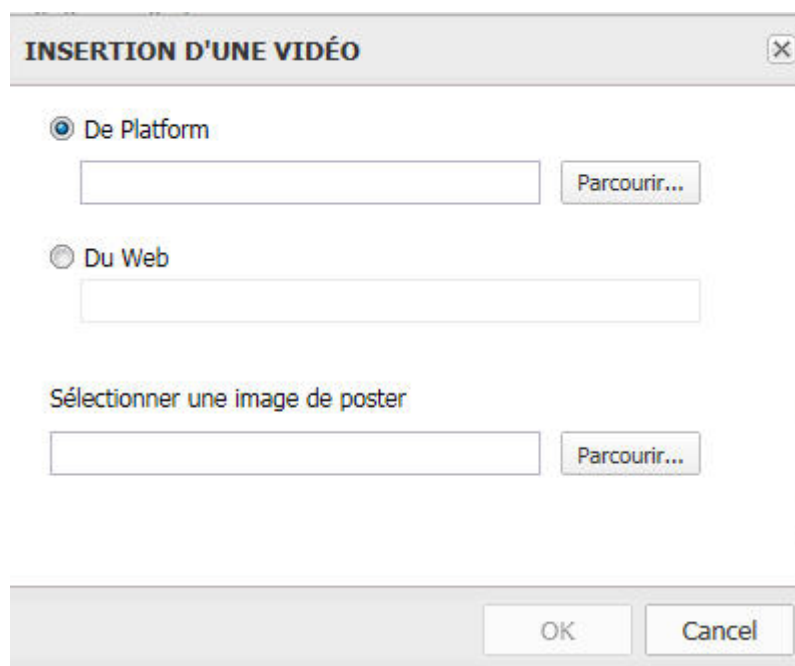 INSERTION D'UNE VIDÉO
De Platform
Parcourir...
Du Web
Sélectionner une image de poster
Parcourir...
OK
Cancel